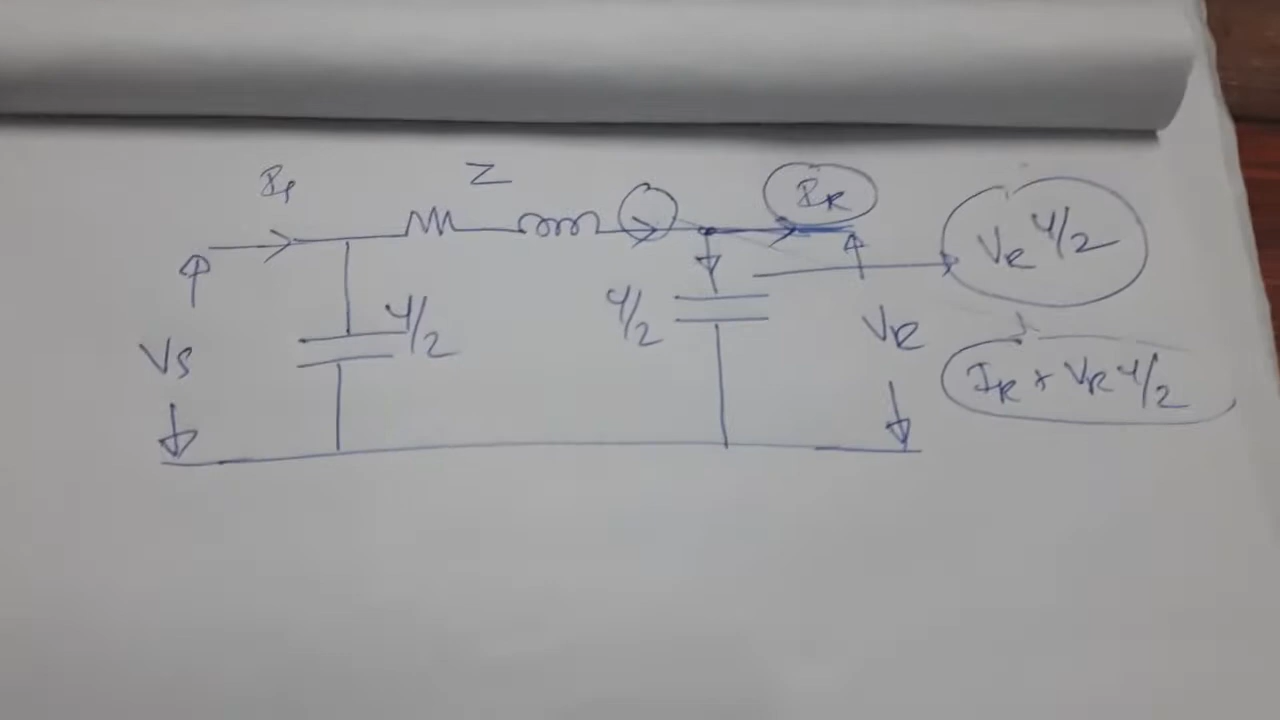 Is
Z
IR
VR Y/2
Y/2
Y/2
VS
VR
IR + VR Y/2